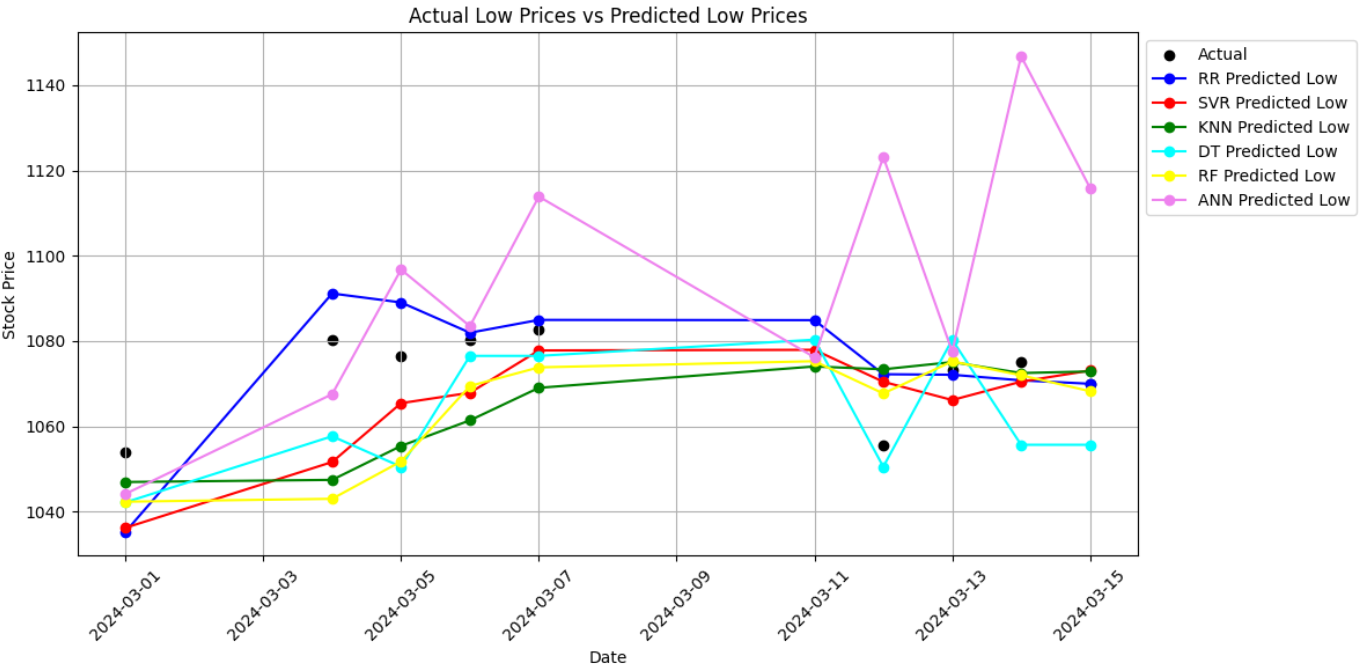 Actual Low Prices vs Predicted Low Prices
Stock Price
1140
1120
1100
1080
1060
1040
2024-03-01
2024-03-03
2024-03-05
2024-03-07
2024-03-09
2024-03-11
2024-03-13
2024-03-15
Date
Actual
RR Predicted Low
SVR Predicted Low
KNN Predicted Low
DT Predicted Low
RF Predicted Low
ANN Predicted Low